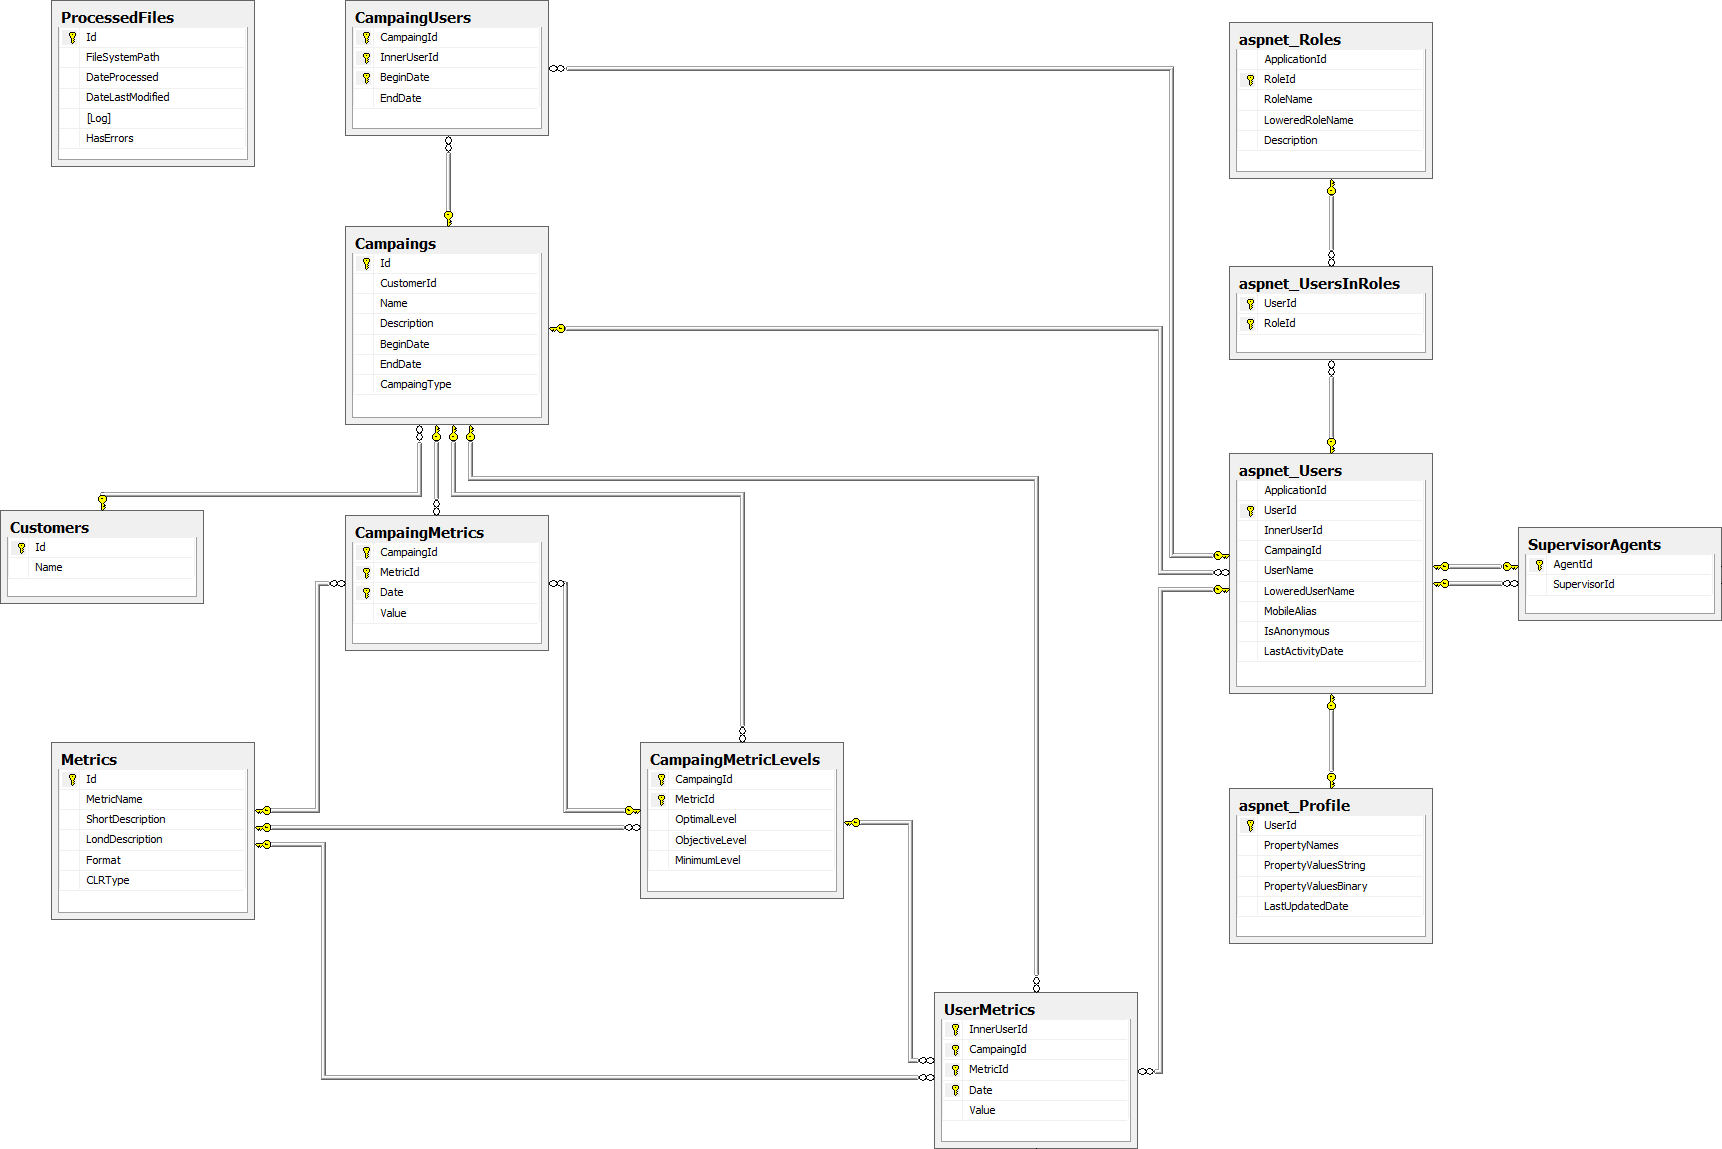 ProcessedFiles
Id
FileSystemPath
DateProcessed
DateLastModified
[Log]
HasErrors
CampaingUsers
CampaingId
InnerUserId
BeginDate
EndDate
aspnet_Roles
ApplicationId
RoleId
RoleName
LoweredRoleName
Description
Campaings
Id
CustomerId
Name
Description
BeginDate
EndDate
CampaingType
aspnet_UsersInRoles
UserId
RoleId
aspnet_Users
ApplicationId
UserId
InnerUserId
CampaingId
UserName
LoweredUserName
MobileAlias
IsAnonymous
LastActivityDate
SupervisorAgents
AgentId
SupervisorId
Customers
Id
Name
CampaingMetrics
CampaingId
MetricId
Date
Value
Metrics
Id
MetricName
ShortDescription
LondDescription
Format
CLRType
CampaingMetricLevels
CampaingId
MetricId
OptimalLevel
ObjectiveLevel
MinimumLevel
aspnet_Profile
UserId
PropertyNames
PropertyValuesString
PropertyValuesBinary
LastUpdatedDate
UserMetrics
InnerUserId
CampaingId
MetricId
Date
Value